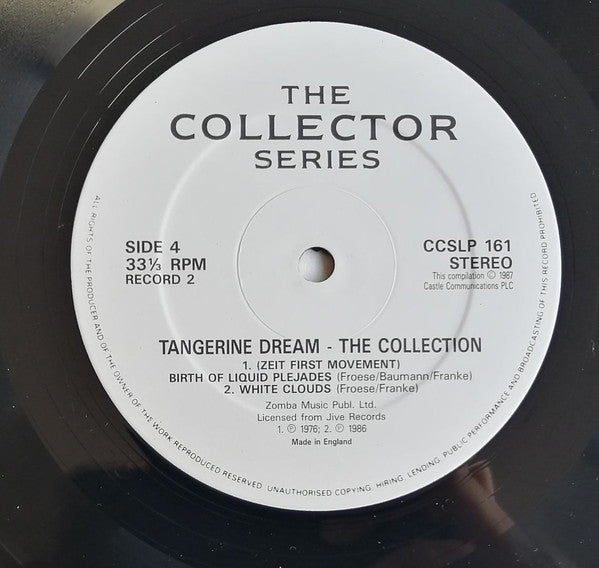 THE
COLLECTOR
SERIES
SIDE 4
33⅓ RPM
RECORD 2
CCSLP 161
STEREO
This compilation © 1987
Castle Communications PLC
TANGERINE DREAM - THE COLLECTION
1. (ZEIT FIRST MOVEMENT)
BIRTH OF LIQUID PLEJADES (Froese/Baumann/Franke)
2. WHITE CLOUDS (Froese/Franke)
Zomba Music Publ. Ltd.
Licensed from Jive Records
1. ℗ 1976; 2. ℗ 1986
Made in England
ALL RIGHTS OF THE PRODUCER AND OF THE OWNER OF THE WORK REPRODUCED RESERVED. UNAUTHORISED COPYING, HIRING, LENDING, PUBLIC PERFORMANCE AND BROADCASTING OF THIS RECORD PROHIBITED